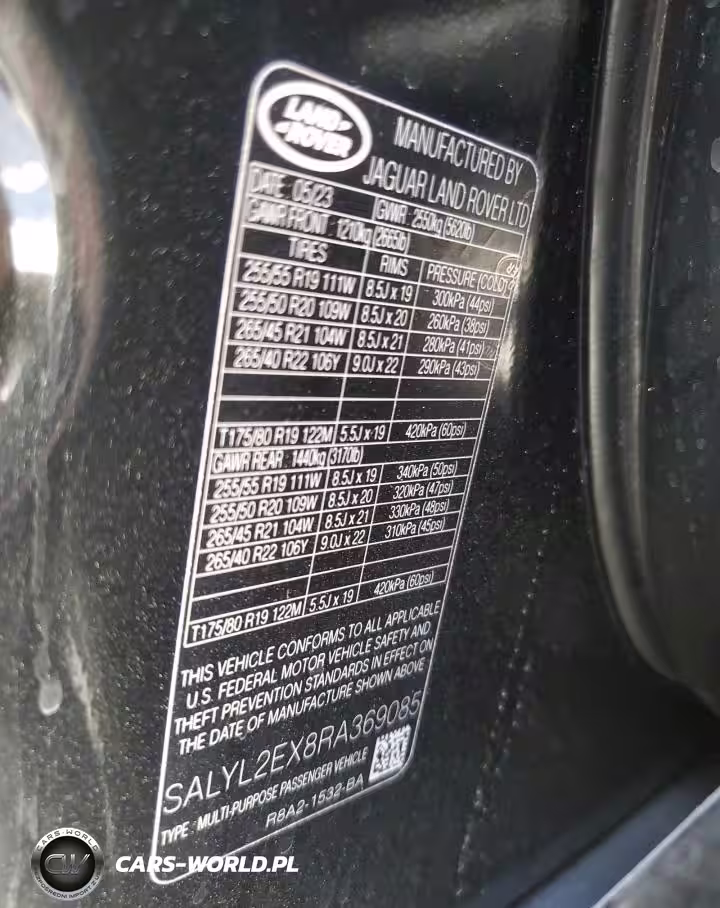 LAND ROVER
MANUFACTURED BY
JAGUAR LAND ROVER LTD
DATE: 05/23 GWR 2550kg (5620lb)
GAWR FRONT: 1210kg (2665lb)
TIRES RIMS PRESSURE (COLD)
255/55 R19 111W 8.5J x 19 300kPa (44psi)
255/50 R20 109W 8.5J x 20 260kPa (38psi)
265/45 R21 104W 8.5J x 21 280kPa (41psi)
265/40 R22 106Y 9.0J x 22 290kPa (43psi)
T175/80 R19 122M 5.5J x 19 420kPa (60psi)
GAWR REAR: 1440kg (3170lb)
255/55 R19 111W 8.5J x 19 340kPa (50psi)
255/50 R20 109W 8.5J x 20 320kPa (47psi)
265/45 R21 104W 8.5J x 21 330kPa (48psi)
265/40 R22 106Y 9.0J x 22 310kPa (45psi)
T175/80 R19 122M 5.5J x 19 420kPa (60psi)
THIS VEHICLE CONFORMS TO ALL APPLICABLE
U.S. FEDERAL MOTOR VEHICLE SAFETY AND
THEFT PREVENTION STANDARDS IN EFFECT ON
THE DATE OF MANUFACTURE SHOWN ABOVE
SALYL2EX8RA369085
TYPE: MULTI-PURPOSE PASSENGER VEHICLE
R8A2-1532-BA
CARS-WORLD
CARS-WORLD.PL